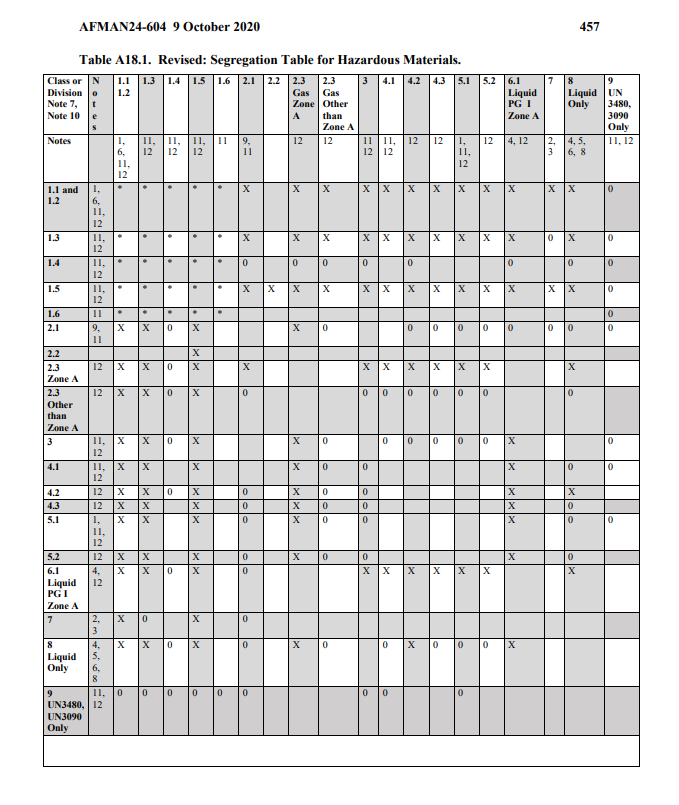 AFMAN24-604 9 October 2020 457
Table A18.1. Revised: Segregation Table for Hazardous Materials.
Class or N 1.1 1.3 1.4 1.5 1.6 2.1 2.2 2.3 2.3 3 4.1 4.2 4.3 5.1 5.2 6.1 7 8 9
Division o 1.2 Gas Gas Liquid Liquid UN
Note 7, t Zone Other PG I Only 3480,
Note 10 e A than Zone A 3090
s Zone A Only
Notes 1, 11, 11, 11, 11 9, 12 12 11 11, 12 12 1, 12 4, 12 2, 4, 5, 11, 12
6, 12 12 12 11 12 12 11, 3 6, 8
11, 12
12
1.1 and 1, * * * * * X X X X X X X X X X X X 0
1.2 6,
11,
12
1.3 11, * * * * * X X X X X X X X X X 0 X 0
12
1.4 11, * * * * * 0 0 0 0 0 0 0 0
12
1.5 11, * * * * * X X X X X X X X X X X X X 0
12
1.6 11 * * * * * 0
2.1 9, X X 0 X X 0 0 0 0 0 0 0 0 0
11
2.2 X
2.3 12 X X 0 X X X X X X X X X
Zone A
2.3 12 X X 0 X 0 0 0 0 0 0 0 0
Other
than
Zone A
3 11, X X 0 X X 0 0 0 0 0 0 X 0
12
4.1 11, X X X X 0 0 X 0 0
12
4.2 12 X X 0 X 0 X 0 0 X X
4.3 12 X X X 0 X 0 0 X 0
5.1 1, X X X 0 X 0 0 X 0 0
11,
12
5.2 12 X X X 0 X 0 0 X 0
6.1 4, X X 0 X 0 X X X X X X X
Liquid 12
PG I
Zone A
7 2, X 0 X 0
3
8 4, X X 0 X 0 X 0 0 X 0 0 0 X
Liquid 5,
Only 6,
8
9 11, 0 0 0 0 0 0 0 0 0
UN3480, 12
UN3090
Only